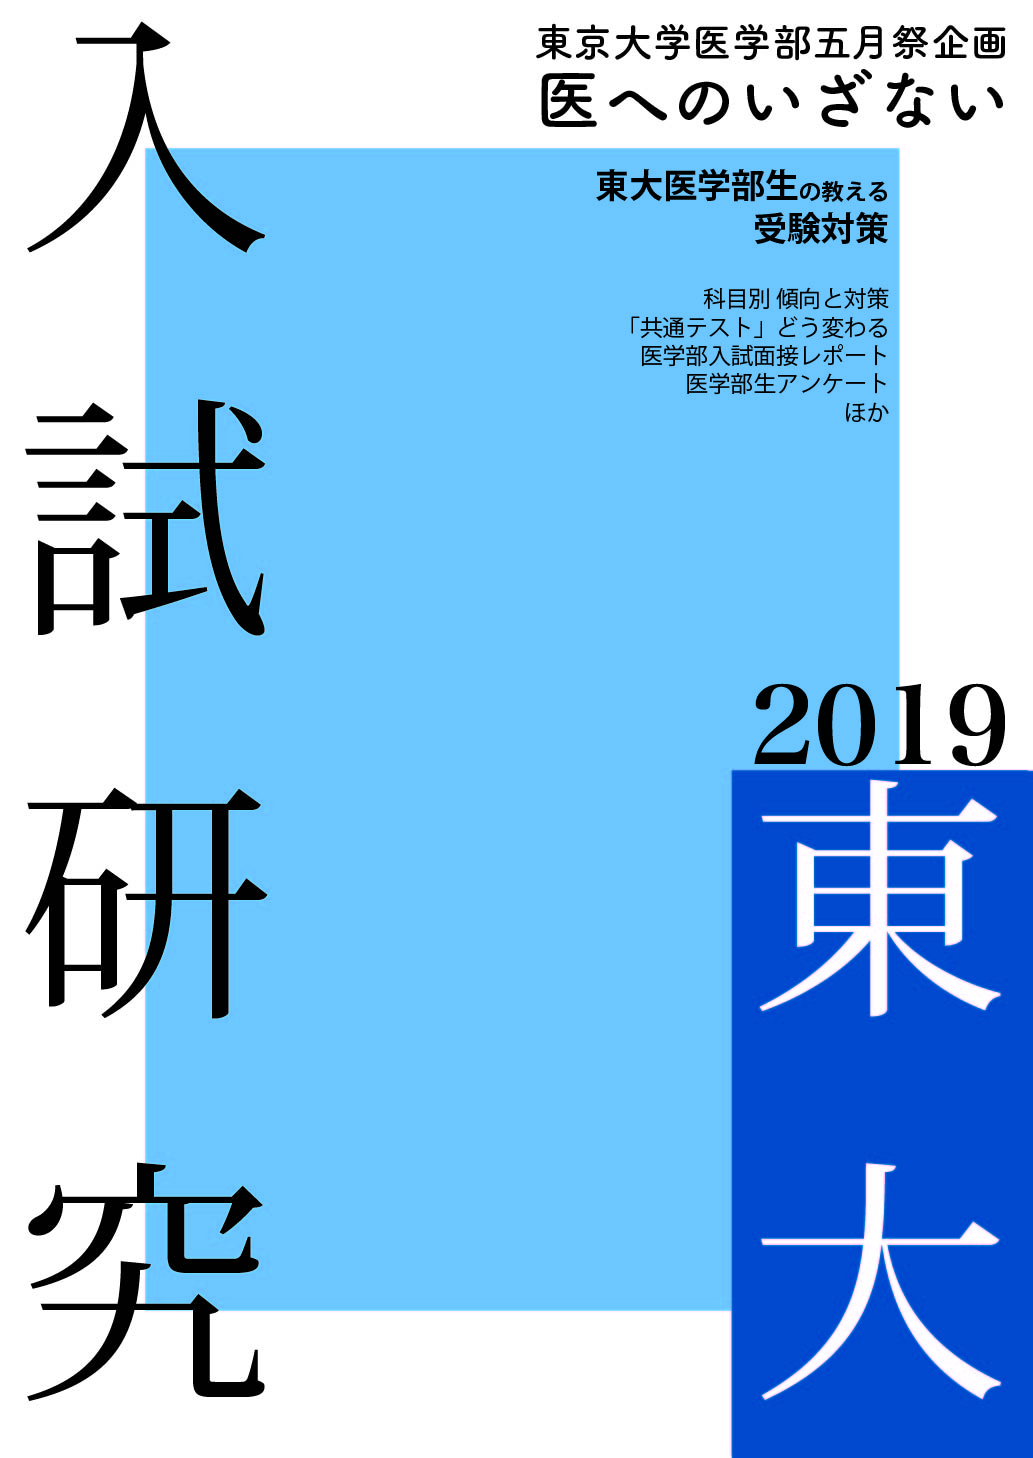 東京大学医学部五月祭企画
医へのいざない
東大医学部生の教える
受験対策
科目別 傾向と対策
「共通テスト」どう変わる
医学部入試面接レポート
医学部生アンケート
ほか
入試研究
2019
東大